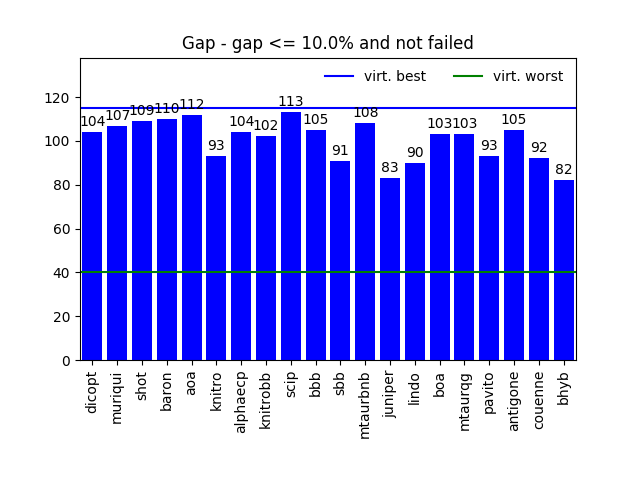 Gap - gap <= 10.0% and not failed
virt. best
virt. worst
120
100
80
60
40
20
0
104 107 109 110 112 93 104 102 113 105 91 108 83 90 103 103 93 105 92 82
dicopt muriqui shot baron aoa knitro alphaecp knitrobb scip bbb sbb mtaurbnb juniper lindo boa mtaurqg pavito antigone couenne bhyb